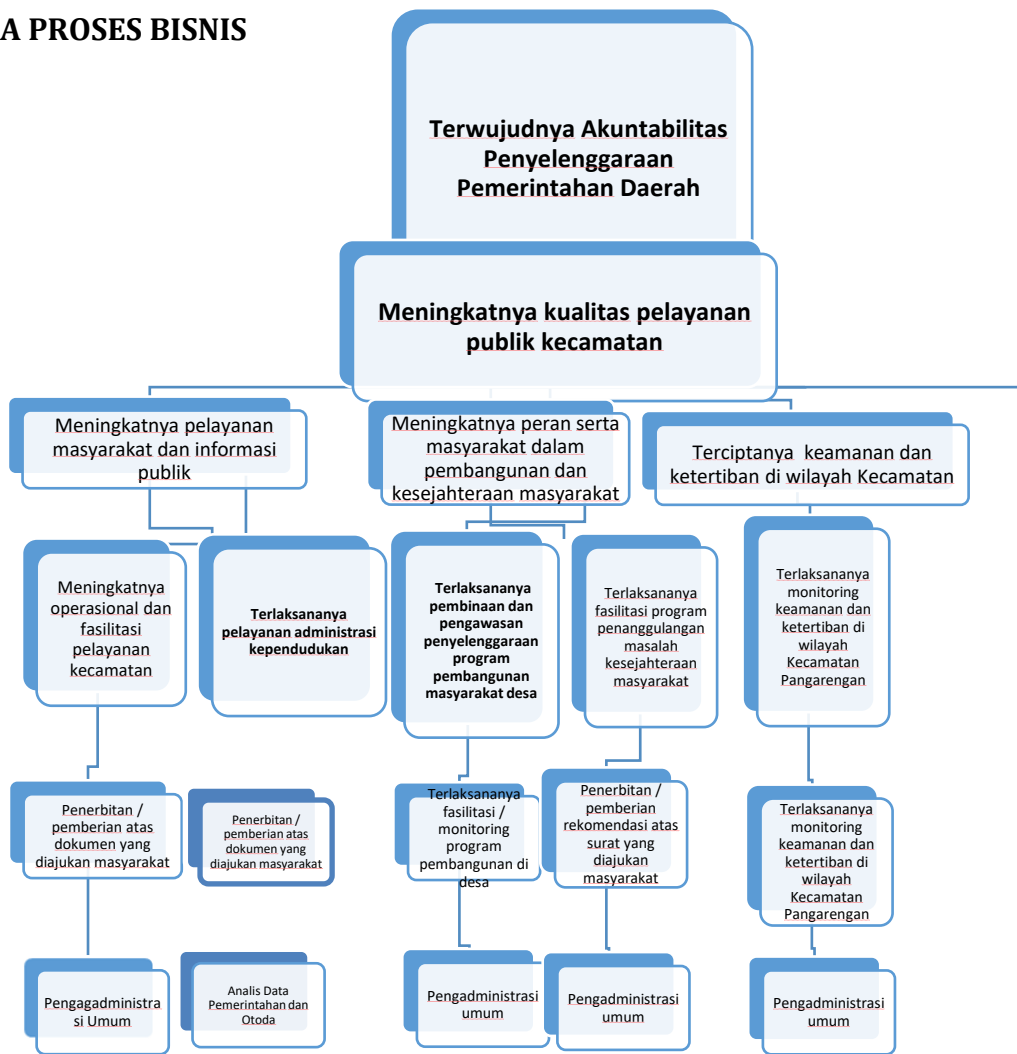 A PROSES BISNIS
Terwujudnya Akuntabilitas
Penyelenggaraan
Pemerintahan Daerah
Meningkatnya kualitas pelayanan
publik kecamatan
Meningkatnya pelayanan
masyarakat dan informasi
publik
Meningkatnya peran serta
masyarakat dalam
pembangunan dan
kesejahteraan masyarakat
Terciptanya keamanan dan
ketertiban di wilayah Kecamatan
Meningkatnya
operasional dan
fasilitasi
pelayanan
kecamatan
Terlaksananya
pelayanan administrasi
kependudukan
Terlaksananya
pembinaan dan
pengawasan
penyelenggaraan
program
pembangunan
masyarakat desa
Terlaksananya
fasilitasi program
penanggulangan
masalah
kesejahteraan
masyarakat
Terlaksananya
monitoring
keamanan dan
ketertiban di
wilayah
Kecamatan
Pangarengan
Penerbitan /
pemberian atas
dokumen yang
diajukan masyarakat
Penerbitan /
pemberian atas
dokumen yang
diajukan masyarakat
Terlaksananya
fasilitasi /
monitoring
program
pembangunan di
desa
Penerbitan /
pemberian
rekomendasi atas
surat yang
diajukan
masyarakat
Terlaksananya
monitoring
keamanan dan
ketertiban di
wilayah
Kecamatan
Pangarengan
Pengagadministra
si Umum
Analis Data
Pemerintahan dan
Otoda
Pengadministrasi
umum
Pengadministrasi
umum
Pengadministrasi
umum